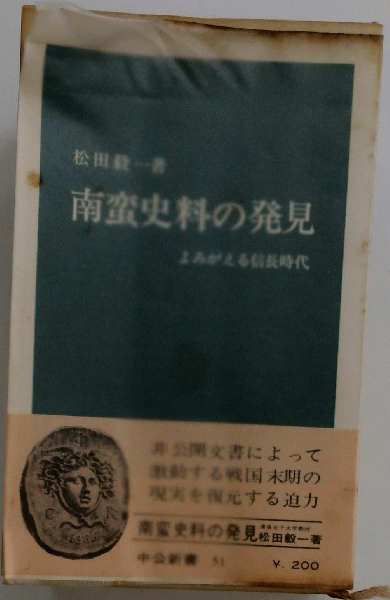 松田毅一著
南蛮史料の発見
よみがえる信長時代
非公開文書によって
激動する戦国末期の
現実を復元する迫力
南蛮史料の発見 松田毅一著
中公新書 51
¥. 200